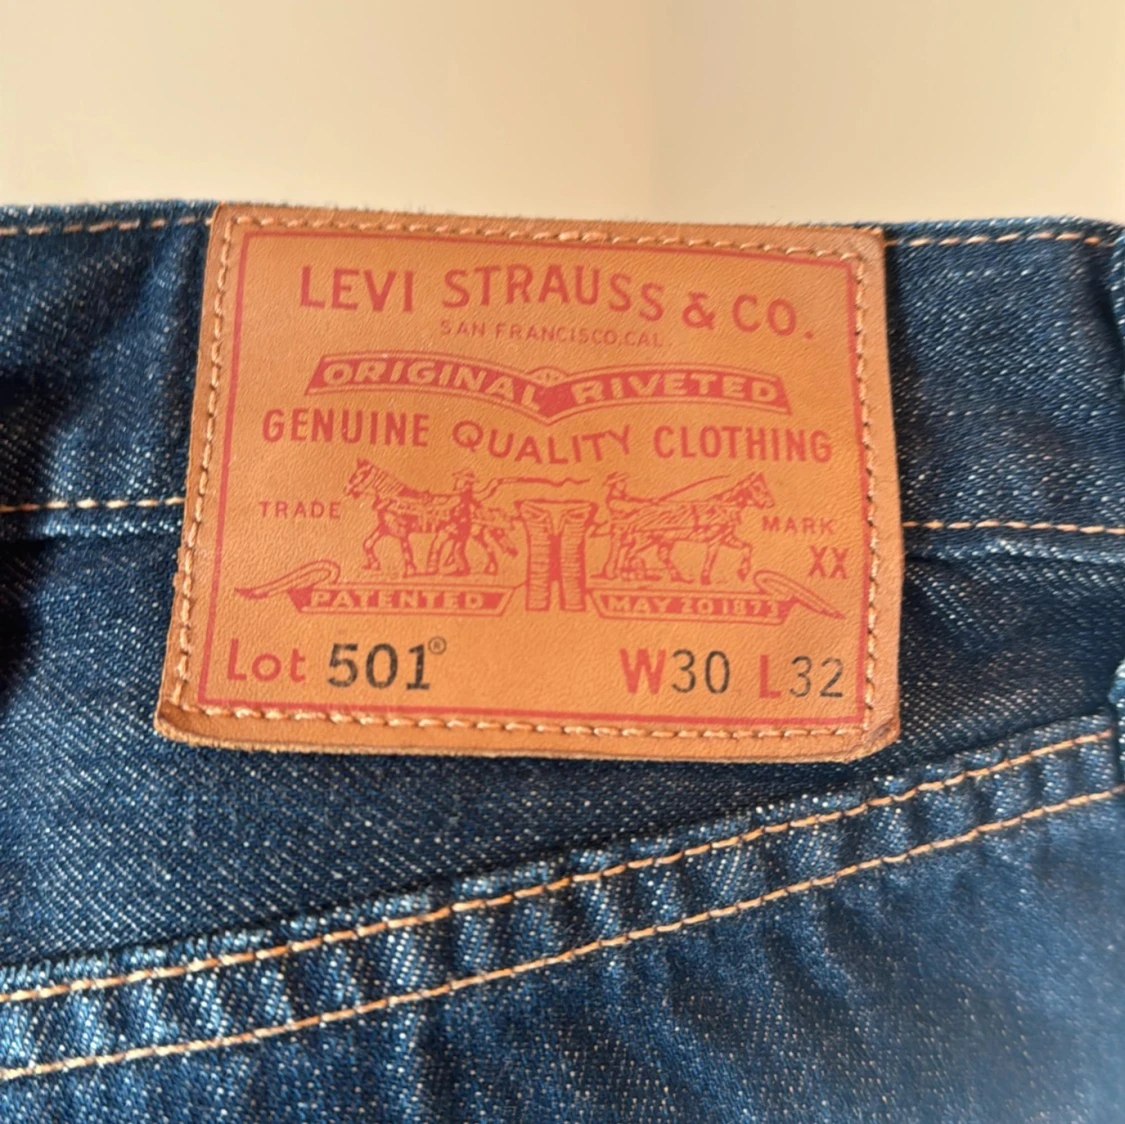 LEVI STRAUSS & CO.
SAN FRANCISCO, CAL.
ORIGINAL RIVETED
GENUINE QUALITY CLOTHING
TRADE MARK
XX
PATENTED MAY 20 1873
Lot 501® W30 L32